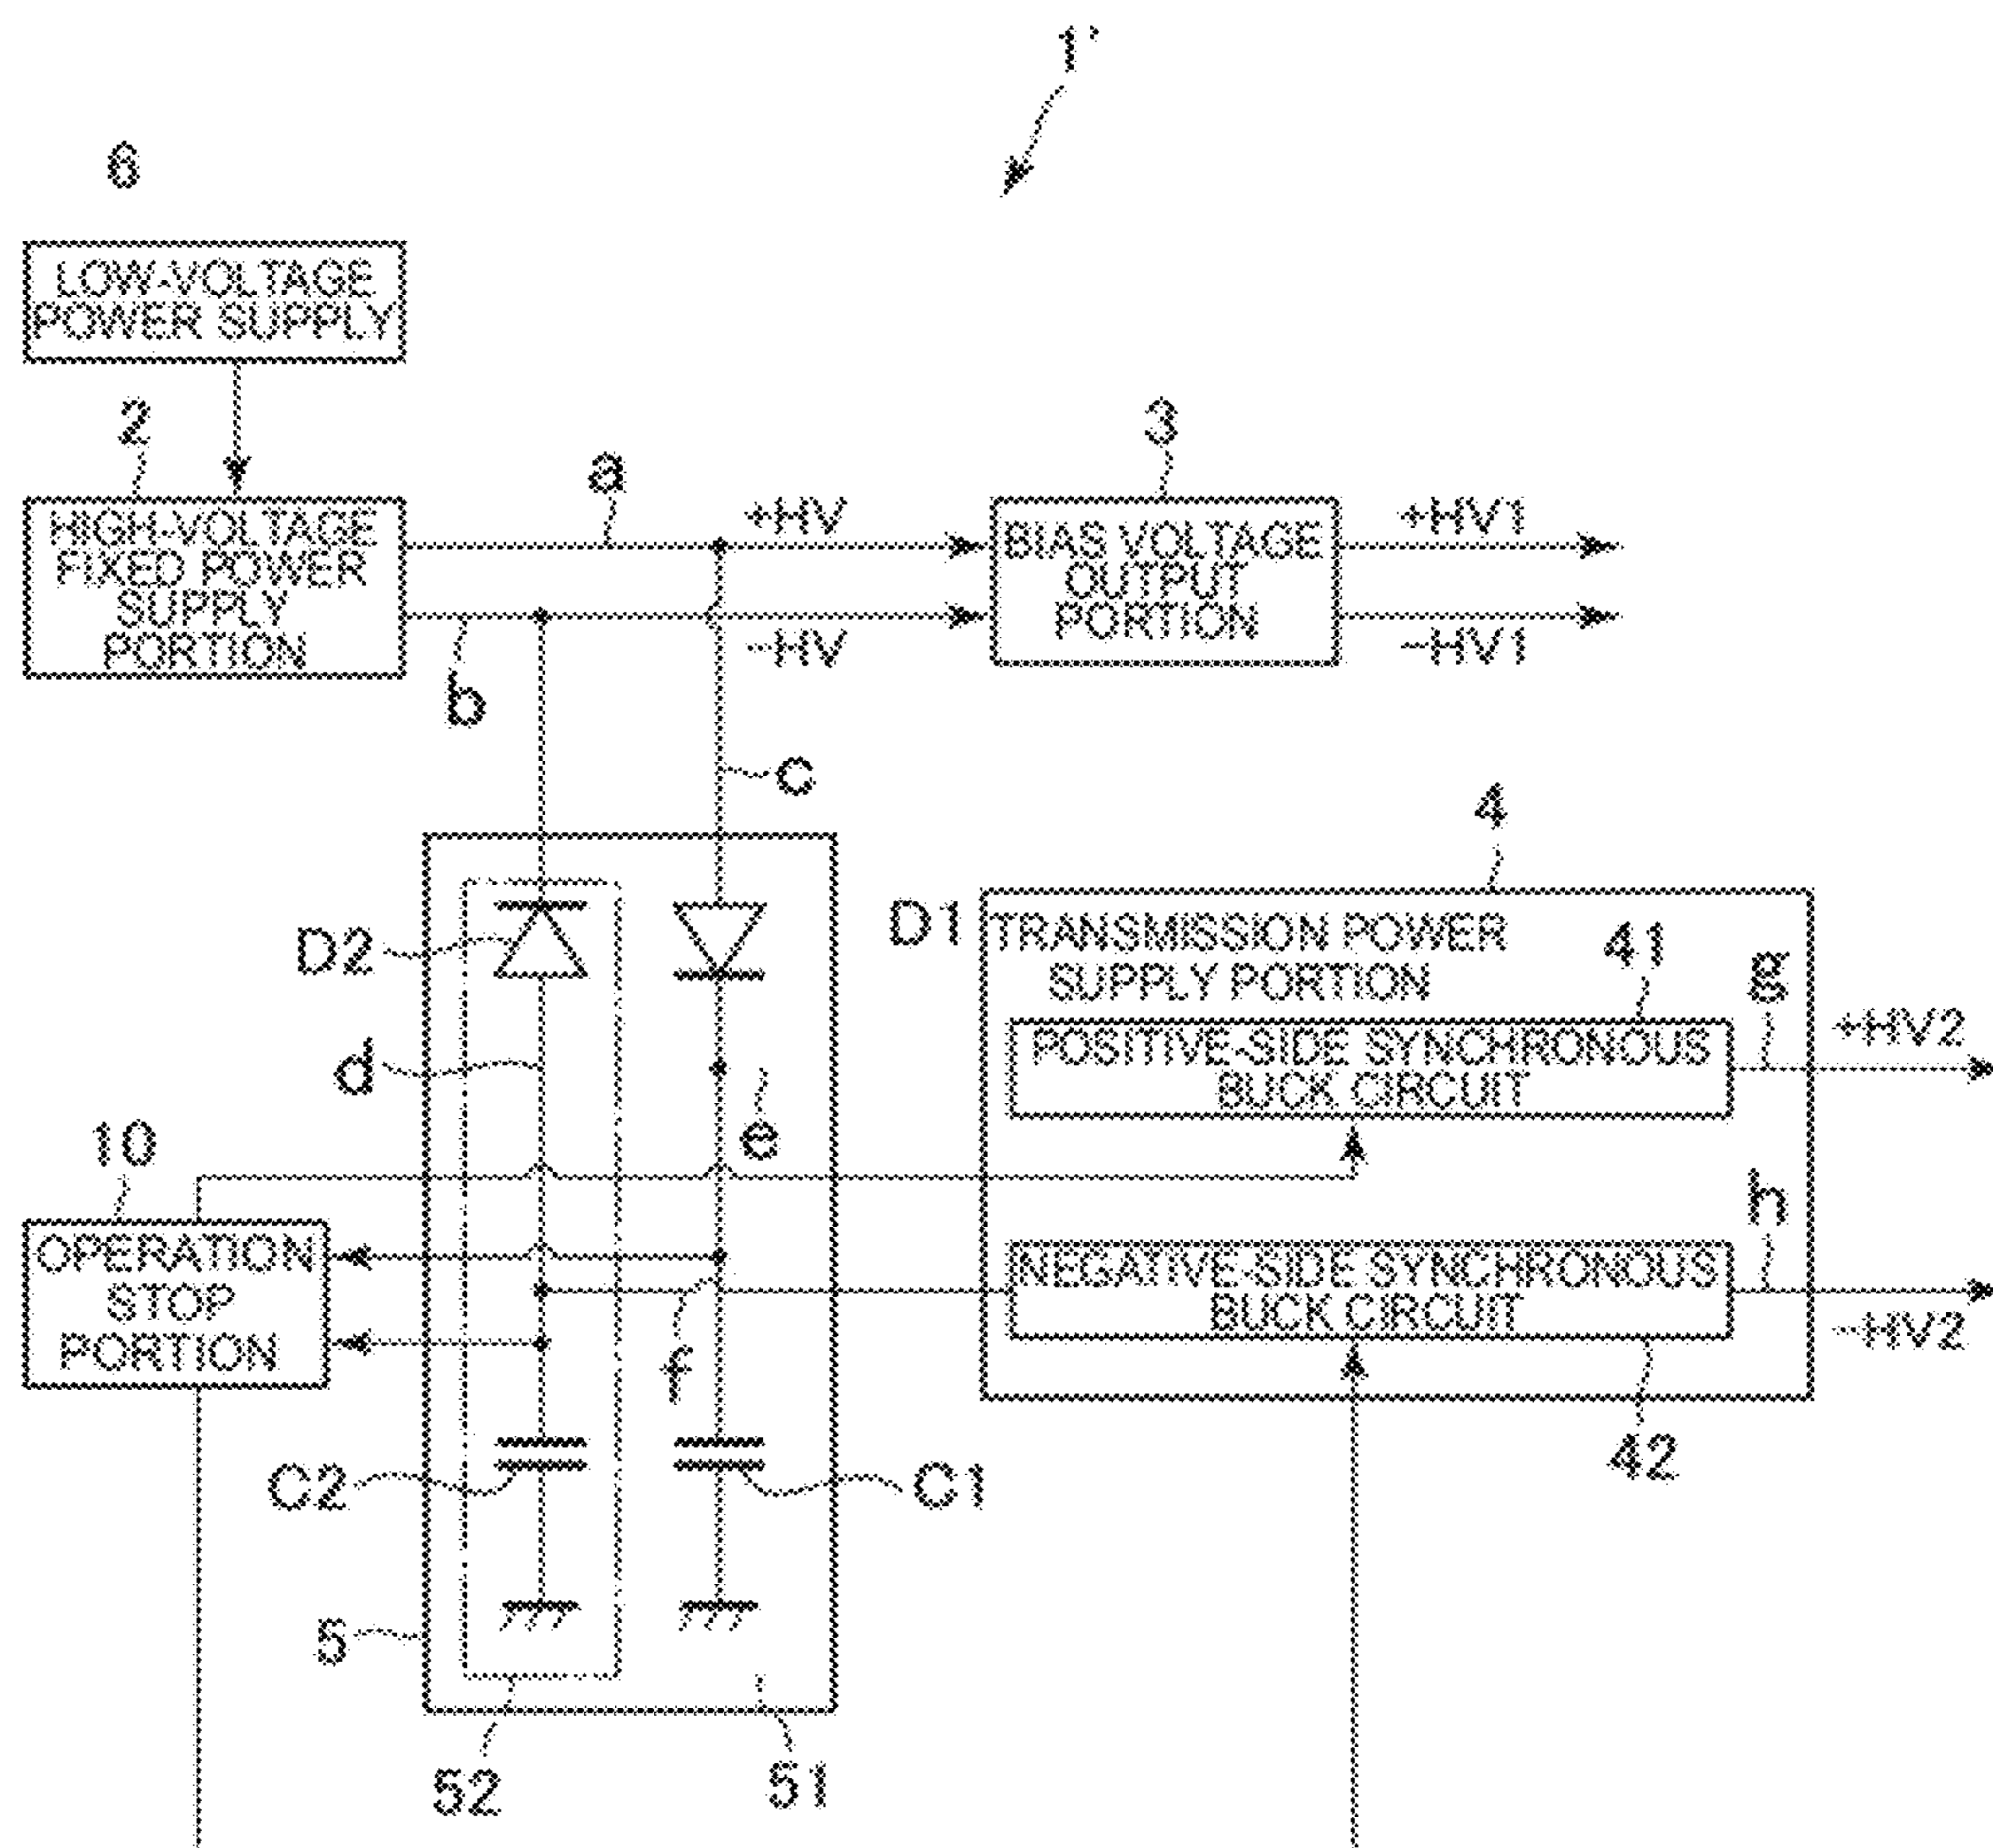 1'
6
LOW-VOLTAGE
POWER SUPPLY
2
HIGH-VOLTAGE
FIXED POWER
SUPPLY
PORTION
a
b
+HV
-HV
3
BIAS VOLTAGE
OUTPUT
PORTION
+HV1
-HV1
c
4
D2
D1
TRANSMISSION POWER
SUPPLY PORTION
41
g
+HV2
POSITIVE-SIDE SYNCHRONOUS
BUCK CIRCUIT
d
e
10
OPERATION
STOP
PORTION
h
NEGATIVE-SIDE SYNCHRONOUS
BUCK CIRCUIT
-HV2
f
42
C2
C1
5
52
51